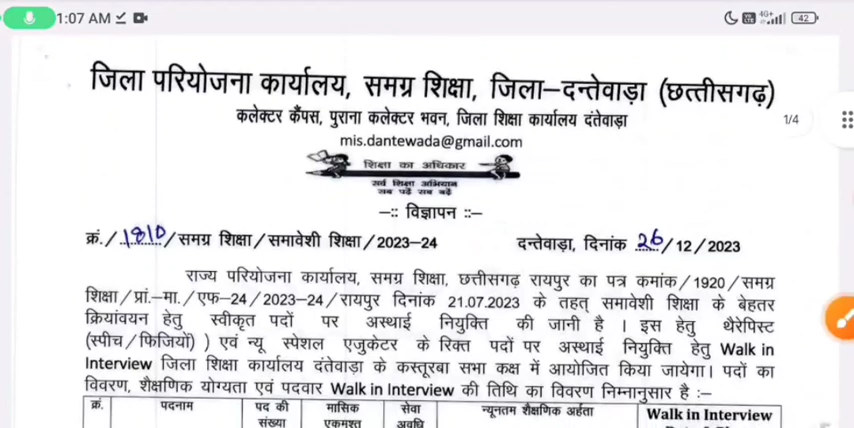 1:07 AM
4G+
42
जिला परियोजना कार्यालय, समग्र शिक्षा, जिला–दन्तेवाड़ा (छत्तीसगढ़)
कलेक्टर कैंपस, पुराना कलेक्टर भवन, जिला शिक्षा कार्यालय दंतेवाड़ा
1/4
mis.dantewada@gmail.com
शिक्षा का अधिकार
सर्व शिक्षा अभियान
सब पढ़ें सब बढ़ें
–:: विज्ञापन ::–
क्रं./1810/समग्र शिक्षा/समावेशी शिक्षा/2023–24 दन्तेवाड़ा, दिनांक 26/12/2023
राज्य परियोजना कार्यालय, समग्र शिक्षा, छत्तीसगढ़ रायपुर का पत्र कमांक/1920/समग्र
शिक्षा/प्रां.–मा./एफ–24/2023–24/रायपुर दिनांक 21.07.2023 के तहत् समावेशी शिक्षा के बेहतर
क्रियांवयन हेतु स्वीकृत पदों पर अस्थाई नियुक्ति की जानी है । इस हेतु थैरेपिस्ट
(स्पीच/फिजियों) ) एवं न्यू स्पेशल एजुकेटर के रिक्त पदों पर अस्थाई नियुक्ति हेतु Walk in
Interview जिला शिक्षा कार्यालय दंतेवाड़ा के कस्तूरबा सभा कक्ष में आयोजित किया जायेगा। पदों का
विवरण, शैक्षणिक योग्यता एवं पदवार Walk in Interview की तिथि का विवरण निम्नानुसार है :–
क्रं. पदनाम पद की मासिक सेवा न्यूनतम शैक्षणिक अर्हता Walk in Interview
संख्या एकमुश्त अवधि